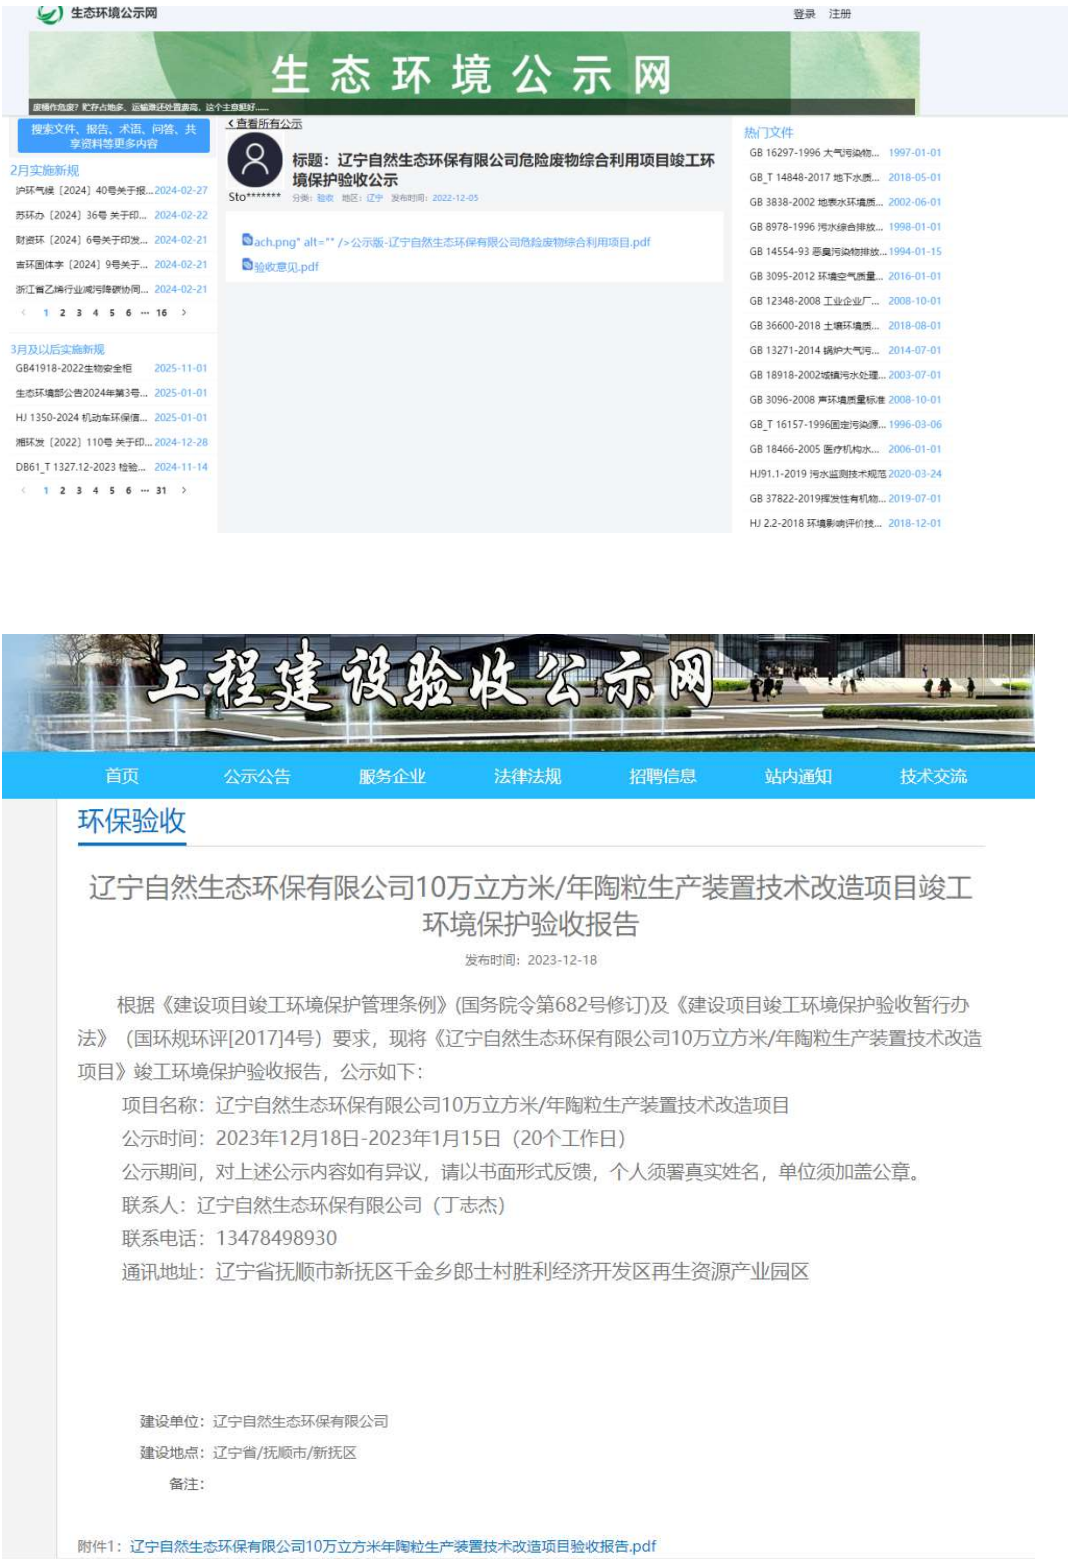 生态环境公示网
登录 注册
生态环境公示网
废桶作危废？贮存占地多、运输难还处置费高，这个主意挺好......
搜索文件、报告、术语、问答、共
享资料等更多内容
2月实施新规
沪环气候〔2024〕40号关于报... 2024-02-27
苏环办〔2024〕36号 关于印... 2024-02-22
财资环〔2024〕6号关于印发... 2024-02-21
吉环固体字〔2024〕9号关于... 2024-02-21
浙江省乙烯行业减污降碳协同... 2024-02-21
‹ 1 2 3 4 5 6 ··· 16 ›
3月及以后实施新规
GB41918-2022生物安全柜 2025-11-01
生态环境部公告2024年第3号... 2025-01-01
HJ 1350-2024 机动车环保信... 2025-01-01
湘环发〔2022〕110号 关于印... 2024-12-28
DB61_T 1327.12-2023 检验... 2024-11-14
‹ 1 2 3 4 5 6 ··· 31 ›
‹ 查看所有公示
Sto*******
标题：辽宁自然生态环保有限公司危险废物综合利用项目竣工环
境保护验收公示
分类：验收 地区：辽宁 发布时间：2022-12-05
ach.png" alt="" />公示版-辽宁自然生态环保有限公司危险废物综合利用项目.pdf
验收意见.pdf
热门文件
GB 16297-1996 大气污染物... 1997-01-01
GB_T 14848-2017 地下水质... 2018-05-01
GB 3838-2002 地表水环境质... 2002-06-01
GB 8978-1996 污水综合排放... 1998-01-01
GB 14554-93 恶臭污染物排放... 1994-01-15
GB 3095-2012 环境空气质量... 2016-01-01
GB 12348-2008 工业企业厂... 2008-10-01
GB 36600-2018 土壤环境质... 2018-08-01
GB 13271-2014 锅炉大气污... 2014-07-01
GB 18918-2002城镇污水处理... 2003-07-01
GB 3096-2008 声环境质量标准 2008-10-01
GB_T 16157-1996固定污染源... 1996-03-06
GB 18466-2005 医疗机构水... 2006-01-01
HJ91.1-2019 污水监测技术规范 2020-03-24
GB 37822-2019挥发性有机物... 2019-07-01
HJ 2.2-2018 环境影响评价技... 2018-12-01
工程建设验收公示网
首页 公示公告 服务企业 法律法规 招聘信息 站内通知 技术交流
环保验收
辽宁自然生态环保有限公司10万立方米/年陶粒生产装置技术改造项目竣工
环境保护验收报告
发布时间：2023-12-18
根据《建设项目竣工环境保护管理条例》(国务院令第682号修订)及《建设项目竣工环境保护验收暂行办
法》（国环规环评[2017]4号）要求，现将《辽宁自然生态环保有限公司10万立方米/年陶粒生产装置技术改造
项目》竣工环境保护验收报告，公示如下：
项目名称：辽宁自然生态环保有限公司10万立方米/年陶粒生产装置技术改造项目
公示时间：2023年12月18日-2023年1月15日（20个工作日）
公示期间，对上述公示内容如有异议，请以书面形式反馈，个人须署真实姓名，单位须加盖公章。
联系人：辽宁自然生态环保有限公司（丁志杰）
联系电话：13478498930
通讯地址：辽宁省抚顺市新抚区千金乡郎士村胜利经济开发区再生资源产业园区
建设单位：辽宁自然生态环保有限公司
建设地点：辽宁省/抚顺市/新抚区
备注：
附件1：辽宁自然生态环保有限公司10万立方米年陶粒生产装置技术改造项目验收报告.pdf